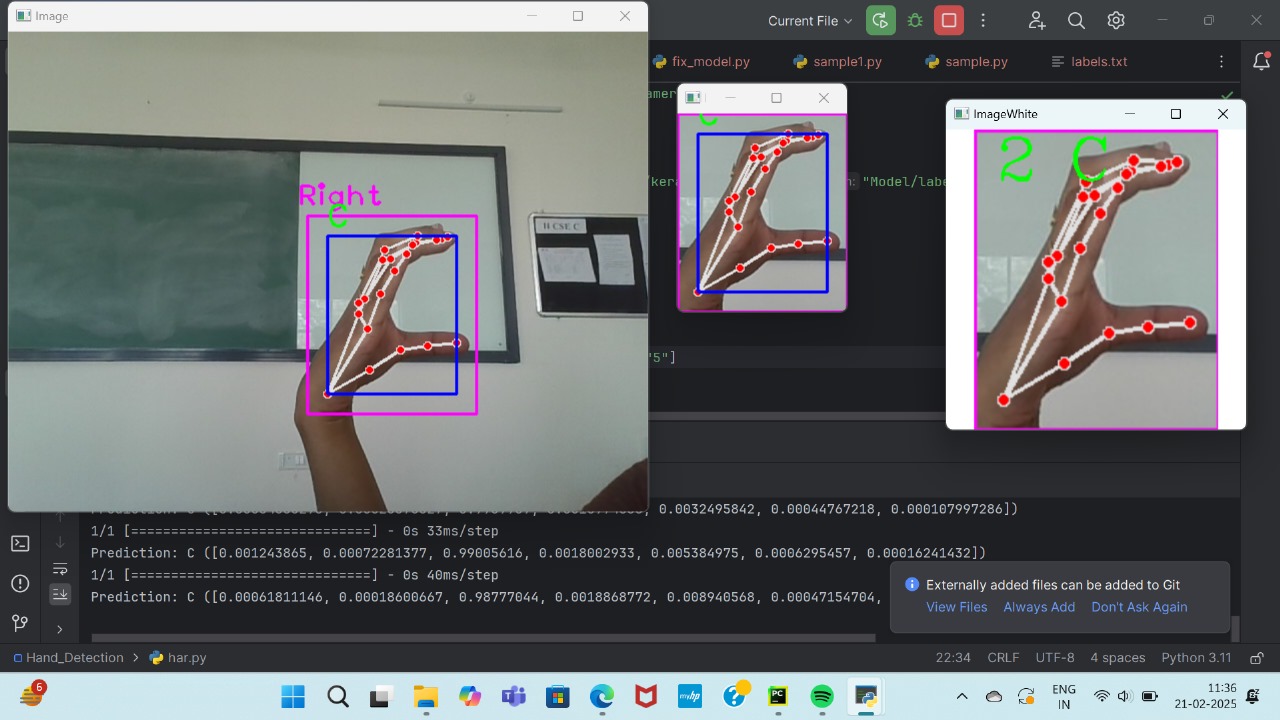 Image
Current File
fix_model.py
sample1.py
sample.py
labels.txt
ImageWhite
C
2 C
Right
C
II CSE C
"Model/labe
"5"]
0.0032495842, 0.00044767218, 0.000107997286])
1/1 [==============================] - 0s 33ms/step
Prediction: C ([0.001243865, 0.00072281377, 0.99005616, 0.0018002933, 0.005384975, 0.0006295457, 0.00016241432])
1/1 [==============================] - 0s 40ms/step
Prediction: C ([0.00061811146, 0.00018600667, 0.98777044, 0.0018868772, 0.008940568, 0.00047154704,
Externally added files can be added to Git
View Files Always Add Don't Ask Again
Hand_Detection > har.py
22:34 CRLF UTF-8 4 spaces Python 3.11
6
myhp
PC
ENG
IN
11:36
21-02-2025